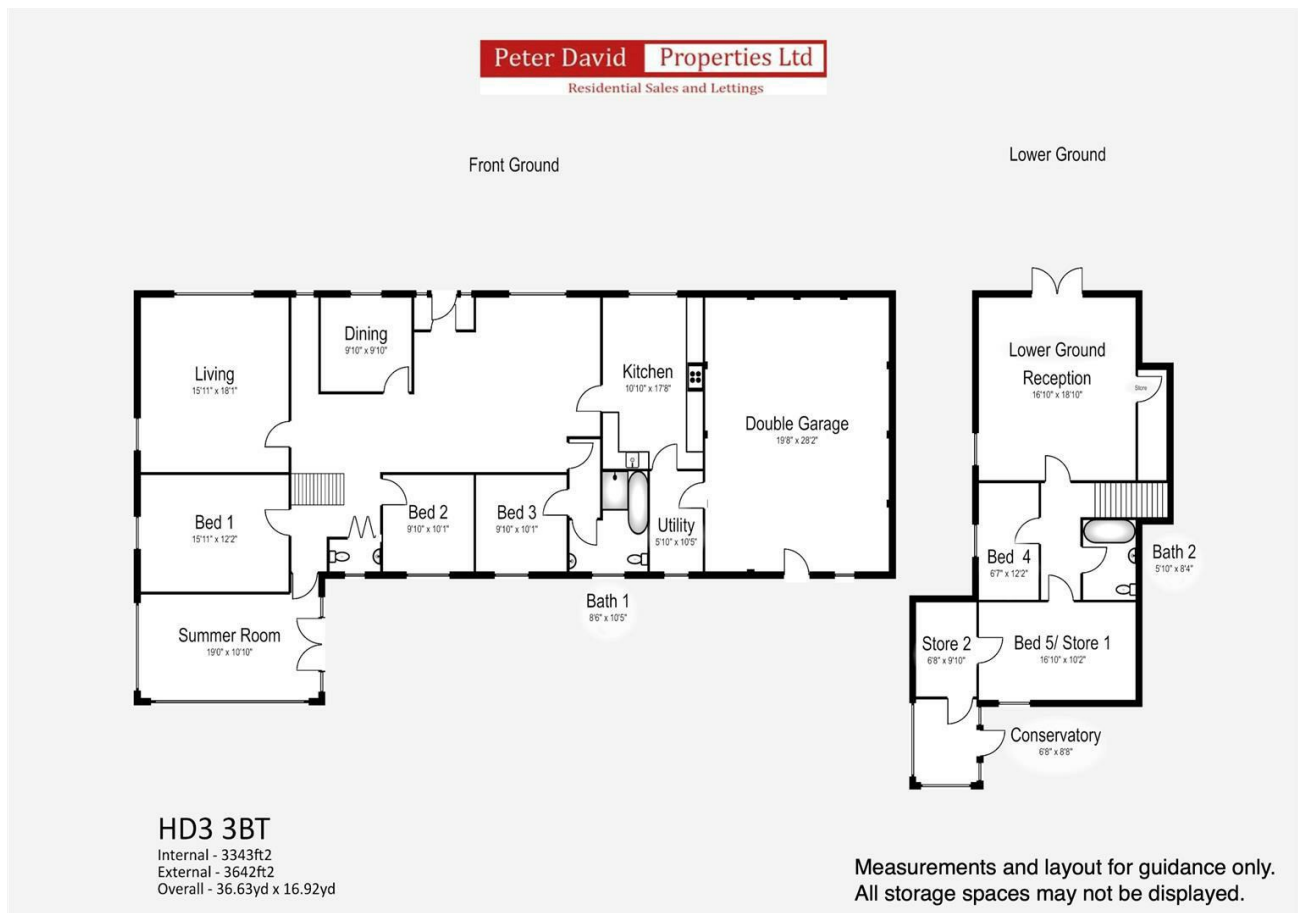 Peter David Properties Ltd
Residential Sales and Lettings
Front Ground
Lower Ground
Living
15'11" x 18'1"
Dining
9'10" x 9'10"
Kitchen
10'10" x 17'8"
Double Garage
19'8" x 28'2"
Bed 1
15'11" x 12'2"
Bed 2
9'10" x 10'1"
Bed 3
9'10" x 10'1"
Utility
5'10" x 10'5"
Bath 1
8'6" x 10'5"
Summer Room
19'0" x 10'10"
Lower Ground
Reception
16'10" x 18'10"
Store
Bed 4
6'7" x 12'2"
Bath 2
5'10" x 8'4"
Store 2
6'8" x 9'10"
Bed 5/ Store 1
16'10" x 10'2"
Conservatory
6'8" x 8'8"
HD3 3BT
Internal - 3343ft2
External - 3642ft2
Overall - 36.63yd x 16.92yd
Measurements and layout for guidance only.
All storage spaces may not be displayed.